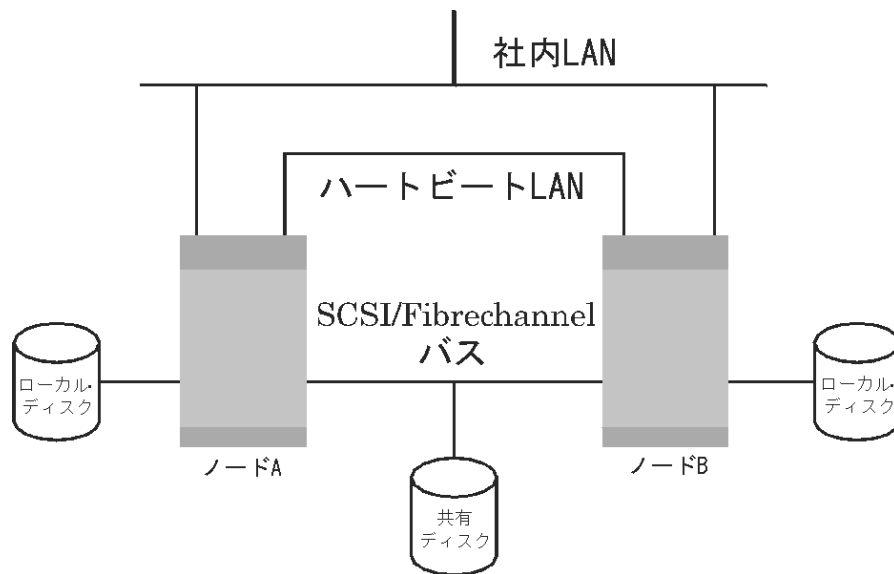 社内LAN
ハートビートLAN
SCSI/Fibrechannel
バス
ローカル・
ディスク
ローカル・
ディスク
ノードA
ノードB
共有
ディスク